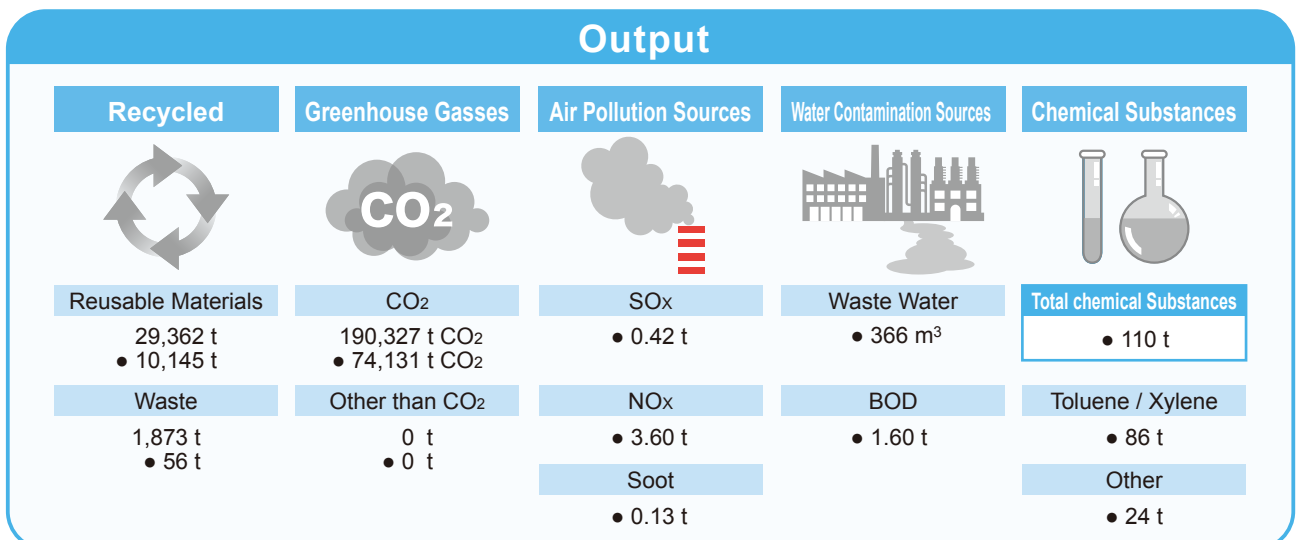 Output
Recycled
Greenhouse Gasses
Air Pollution Sources
Water Contamination Sources
Chemical Substances
CO2
Reusable Materials
29,362 t
● 10,145 t
Waste
1,873 t
● 56 t
CO2
190,327 t CO2
● 74,131 t CO2
Other than CO2
0 t
● 0 t
SOx
● 0.42 t
NOx
● 3.60 t
Soot
● 0.13 t
Waste Water
● 366 m³
BOD
● 1.60 t
Total chemical Substances
● 110 t
Toluene / Xylene
● 86 t
Other
● 24 t